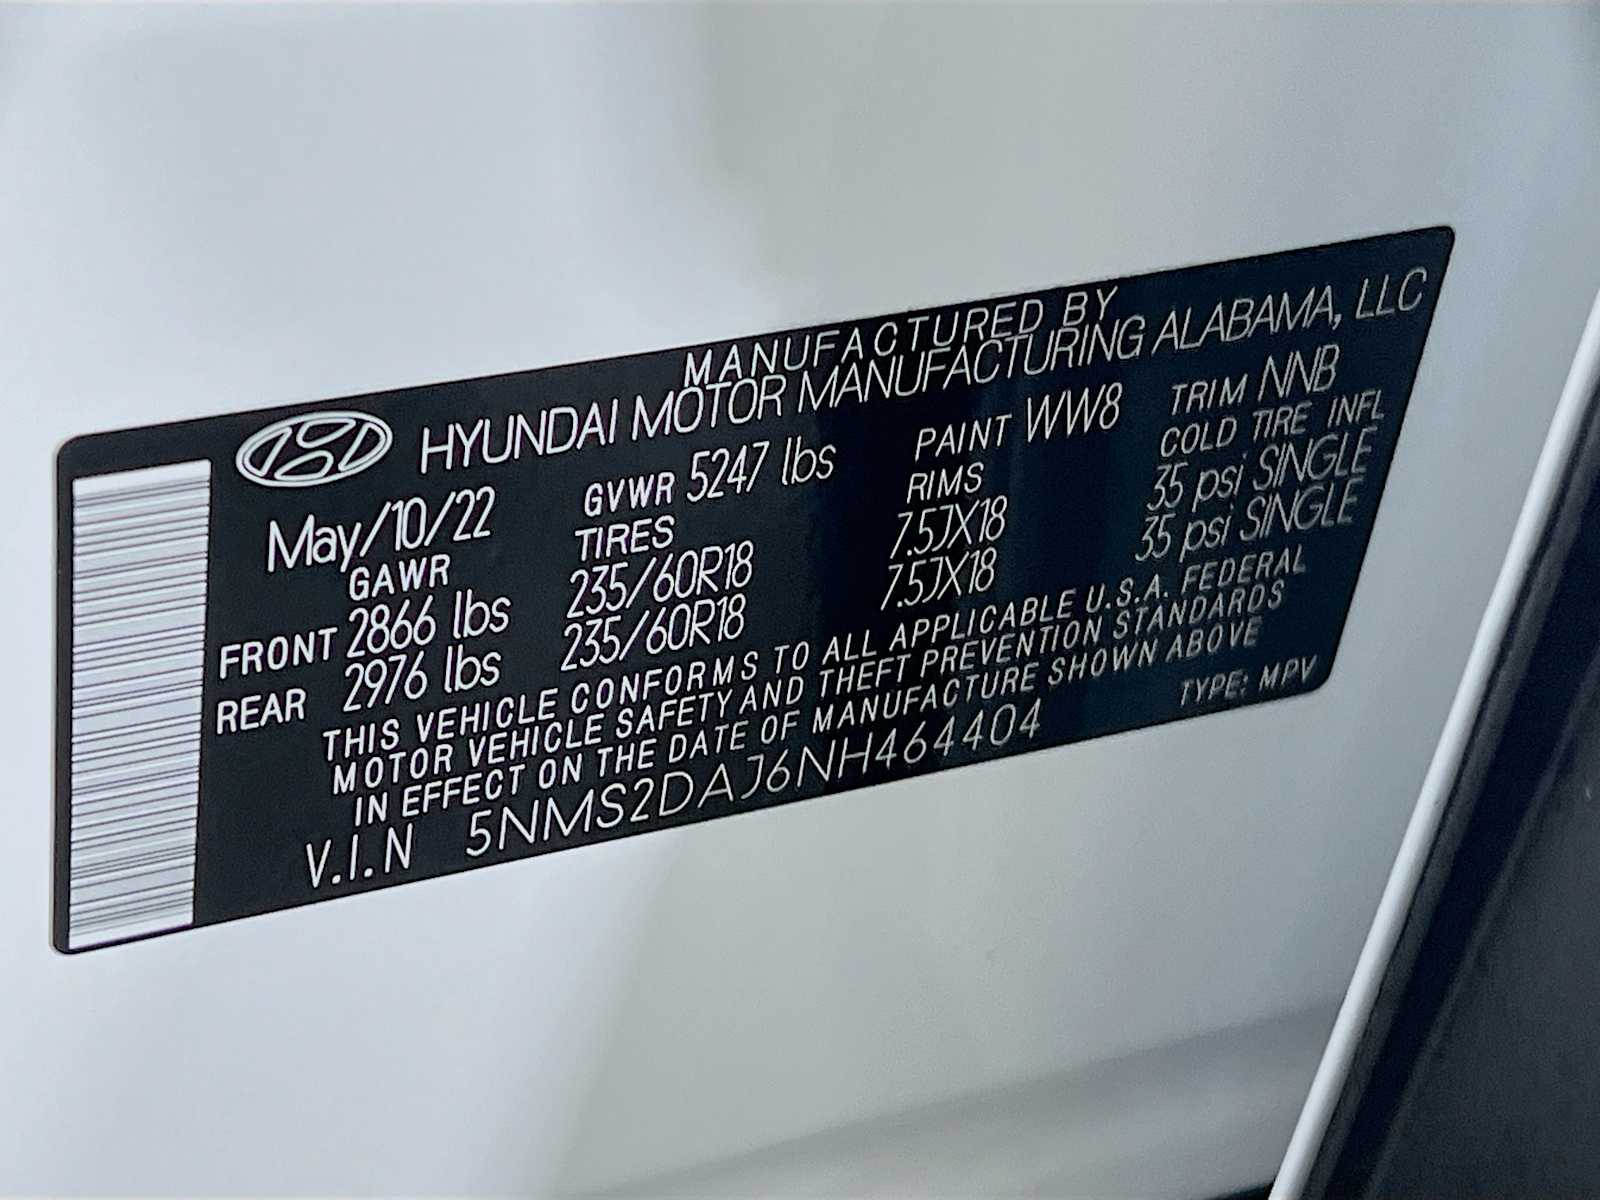 MANUFACTURED BY
HYUNDAI MOTOR MANUFACTURING ALABAMA, LLC
May/10/22 GVWR 5247 lbs PAINT WW8 TRIM NNB
GAWR TIRES RIMS COLD TIRE INFL
FRONT 2866 lbs 235/60R18 7.5JX18 35 psi SINGLE
REAR 2976 lbs 235/60R18 7.5JX18 35 psi SINGLE
THIS VEHICLE CONFORMS TO ALL APPLICABLE U.S.A. FEDERAL
MOTOR VEHICLE SAFETY AND THEFT PREVENTION STANDARDS
IN EFFECT ON THE DATE OF MANUFACTURE SHOWN ABOVE
V.I.N 5NMS2DAJ6NH464404 TYPE: MPV